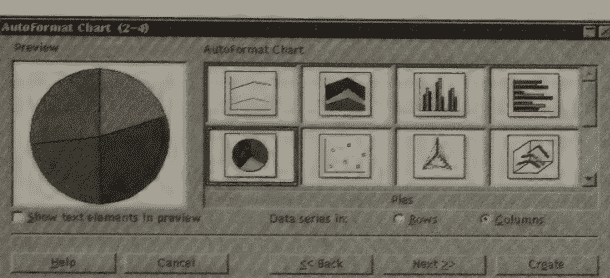 AutoFormat Chart (2-4)
Preview
AutoFormat Chart
Pies
Show text elements in preview
Data series in:
Rows
Columns
Help
Cancel
<< Back
Next >>
Create